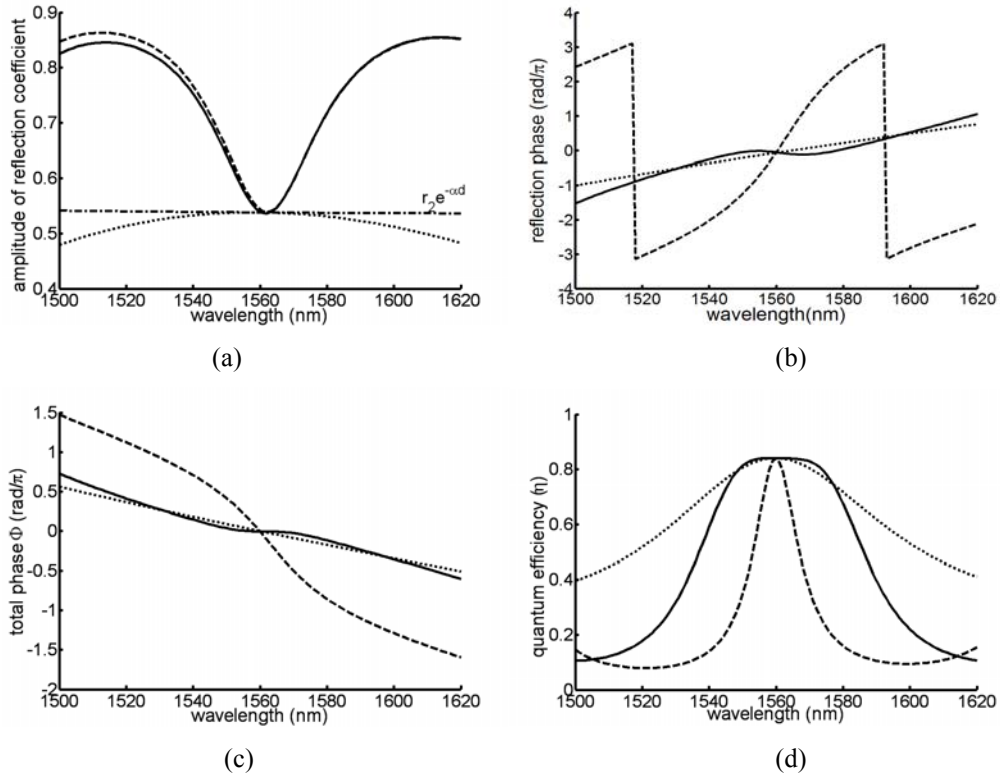 0.9
0.8
0.7
0.6
0.5
0.4
amplitude of reflection coefficient
r₂e^-αd
1500 1520 1540 1560 1580 1600 1620
wavelength (nm)
(a)
4
3
2
1
0
-1
-2
-3
-4
reflection phase (rad/π)
1500 1520 1540 1560 1580 1600 1620
wavelength(nm)
(b)
1.5
1
0.5
0
-0.5
-1
-1.5
-2
total phase Φ (rad/π)
1500 1520 1540 1560 1580 1600 1620
wavelength (nm)
(c)
1
0.8
0.6
0.4
0.2
0
quantum efficiency (η)
1500 1520 1540 1560 1580 1600 1620
wavelength (nm)
(d)